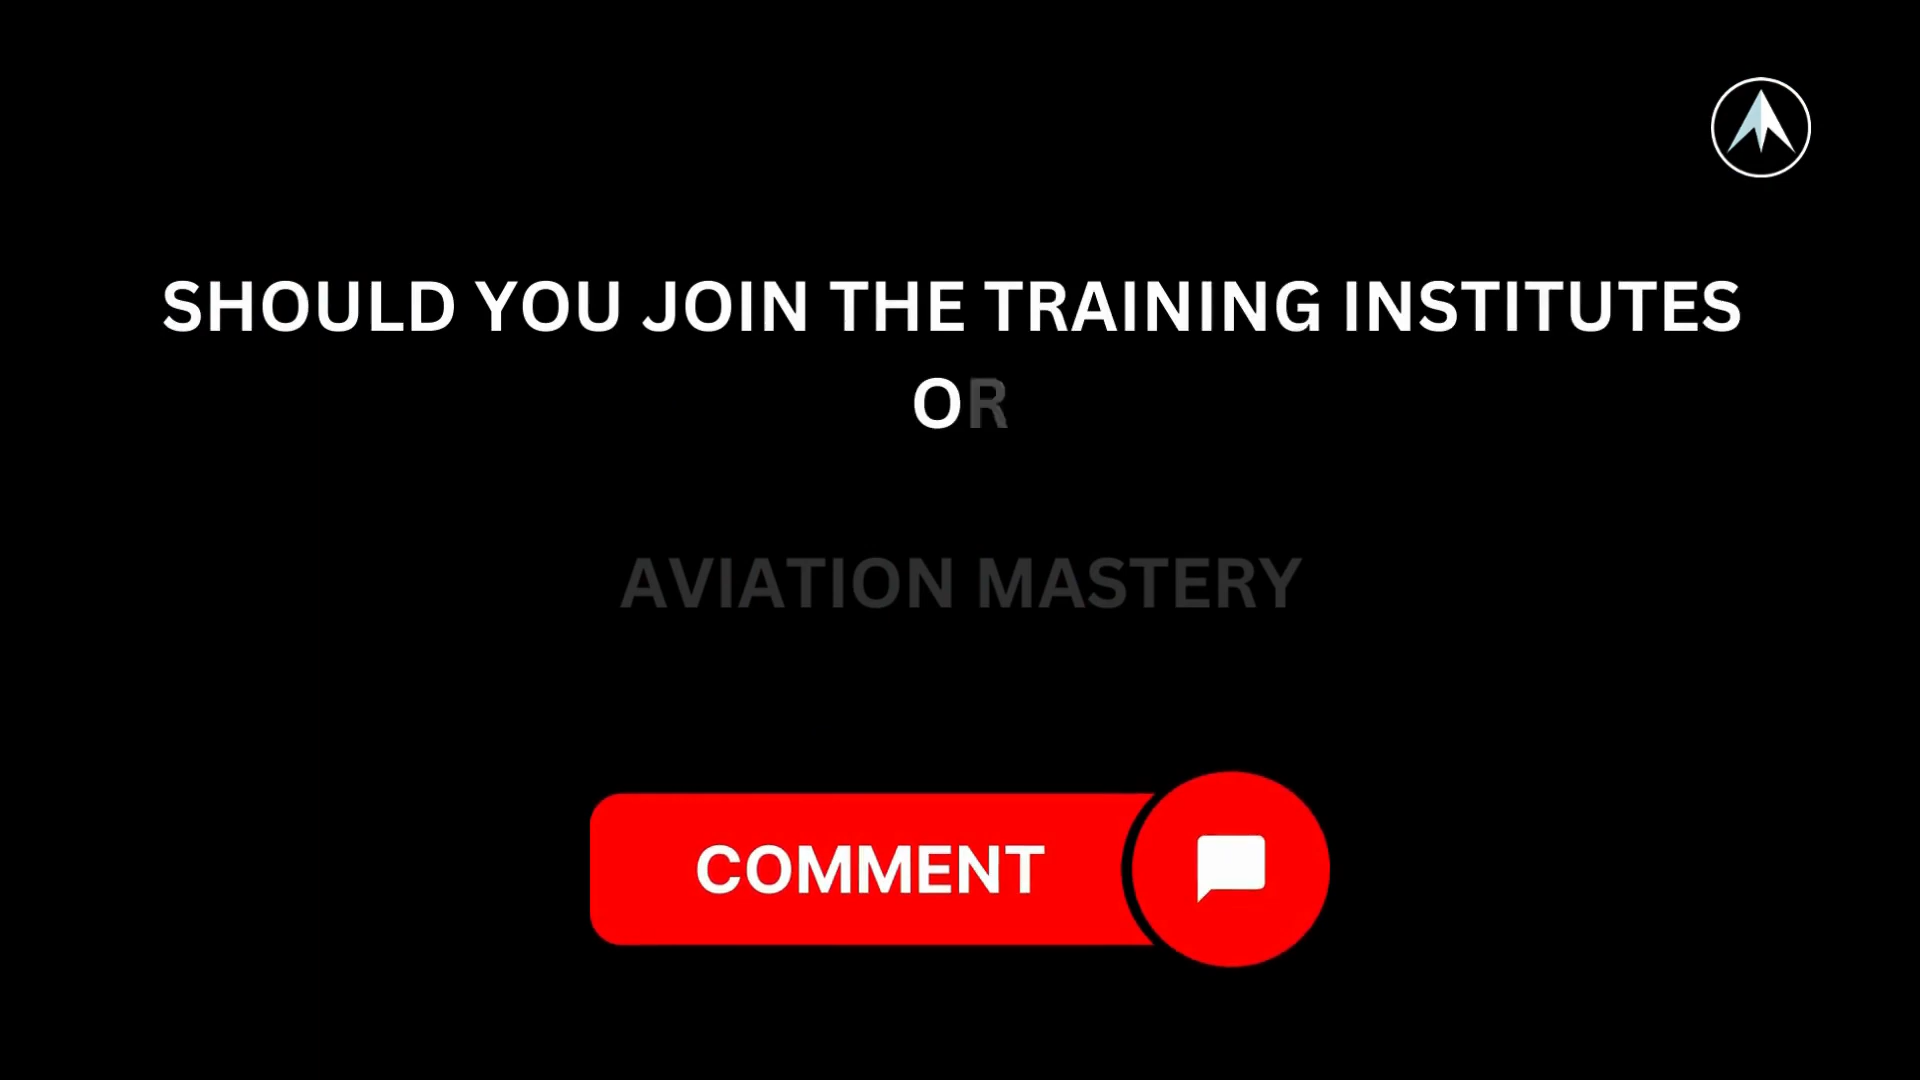 SHOULD YOU JOIN THE TRAINING INSTITUTES
OR
AVIATION MASTERY
COMMENT